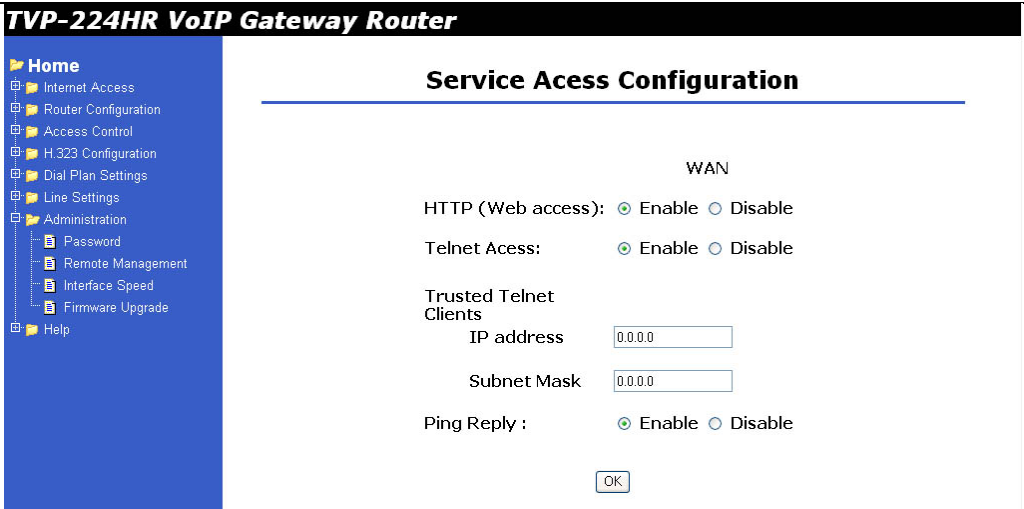 TVP-224HR VoIP Gateway Router
Home
Internet Access
Router Configuration
Access Control
H.323 Configuration
Dial Plan Settings
Line Settings
Administration
Password
Remote Management
Interface Speed
Firmware Upgrade
Help
Service Acess Configuration
WAN
HTTP (Web access): Enable Disable
Telnet Acess: Enable Disable
Trusted Telnet
Clients
IP address 0.0.0.0
Subnet Mask 0.0.0.0
Ping Reply : Enable Disable
OK